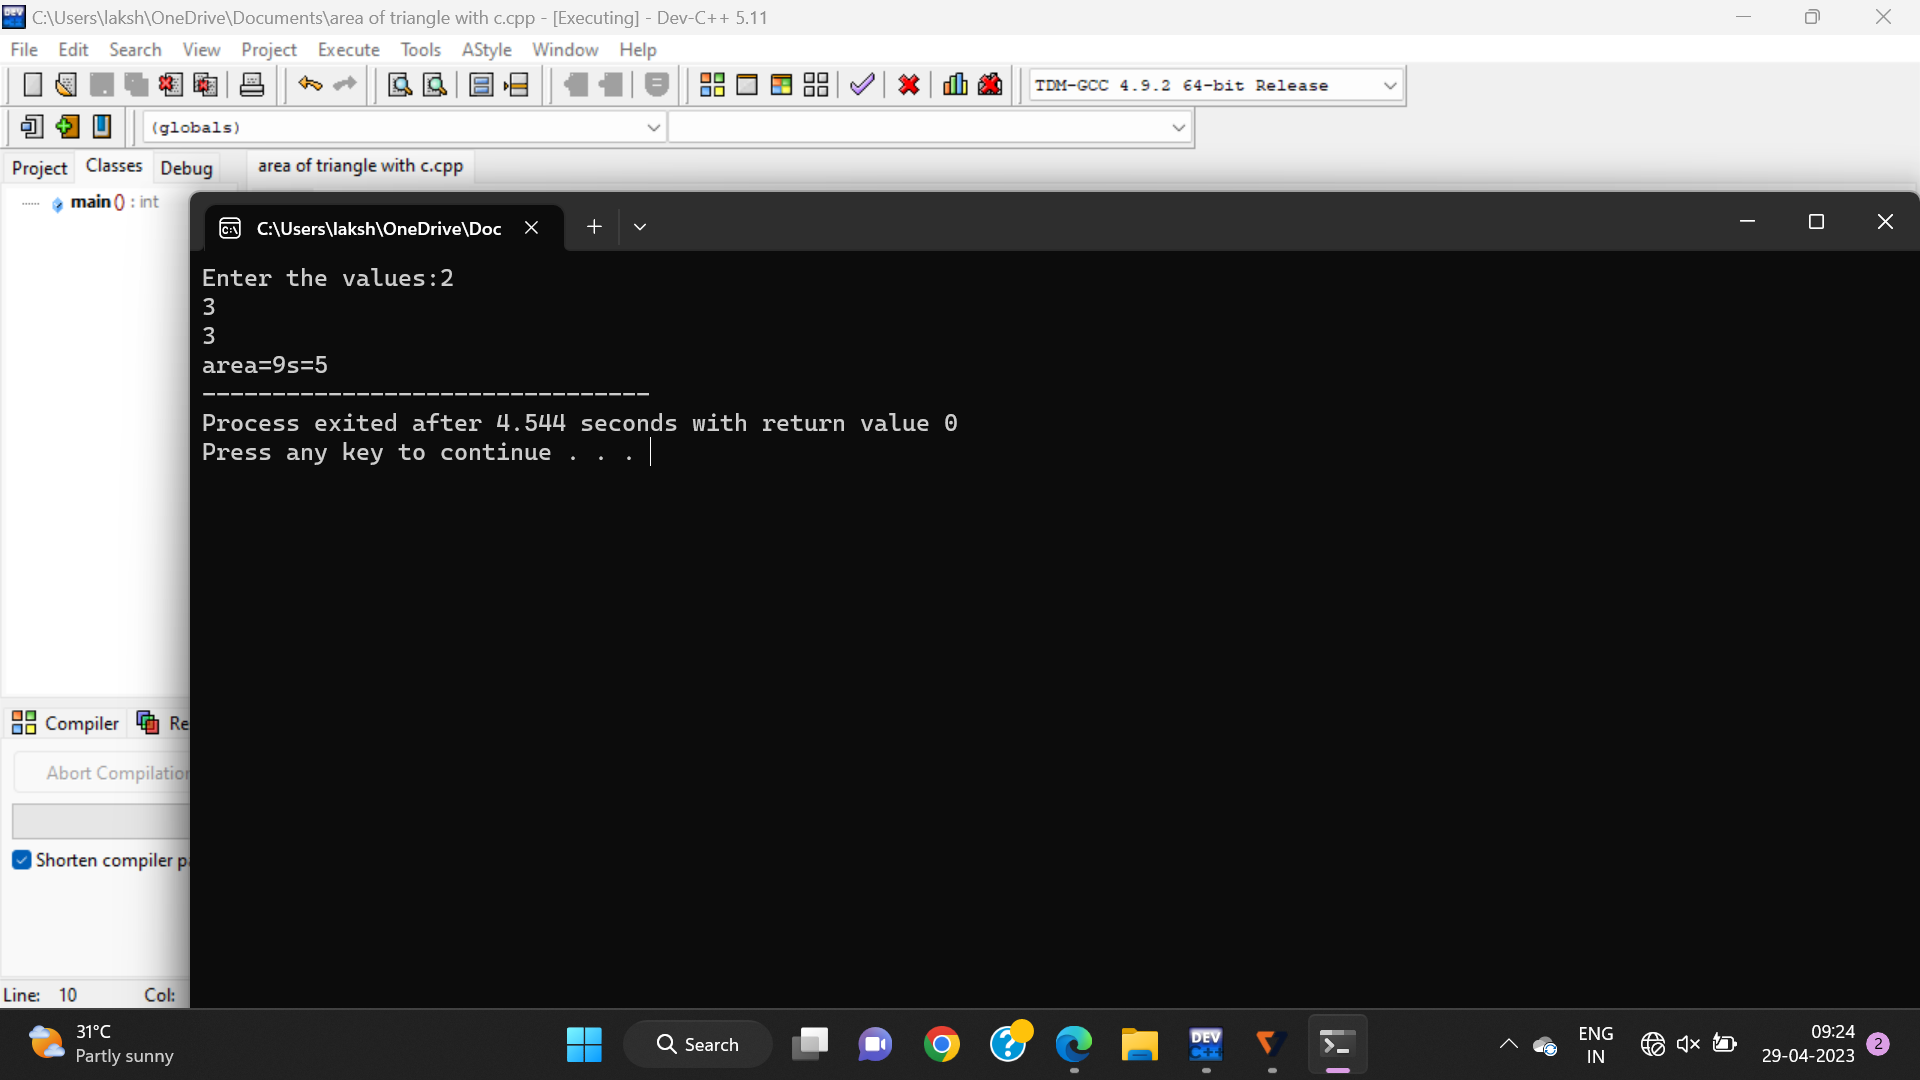 C:\Users\laksh\OneDrive\Documents\area of triangle with c.cpp - [Executing] - Dev-C++ 5.11
File Edit Search View Project Execute Tools AStyle Window Help
TDM-GCC 4.9.2 64-bit Release
(globals)
Project Classes Debug area of triangle with c.cpp
main () : int
C:\Users\laksh\OneDrive\Doc
Enter the values:2
3
3
area=9s=5
--------------------------------
Process exited after 4.544 seconds with return value 0
Press any key to continue . . .
Compiler Re
Abort Compilation
Shorten compiler pa
Line: 10 Col:
31°C
Partly sunny
Search
DEV
C++
ENG
IN
09:24
29-04-2023
2